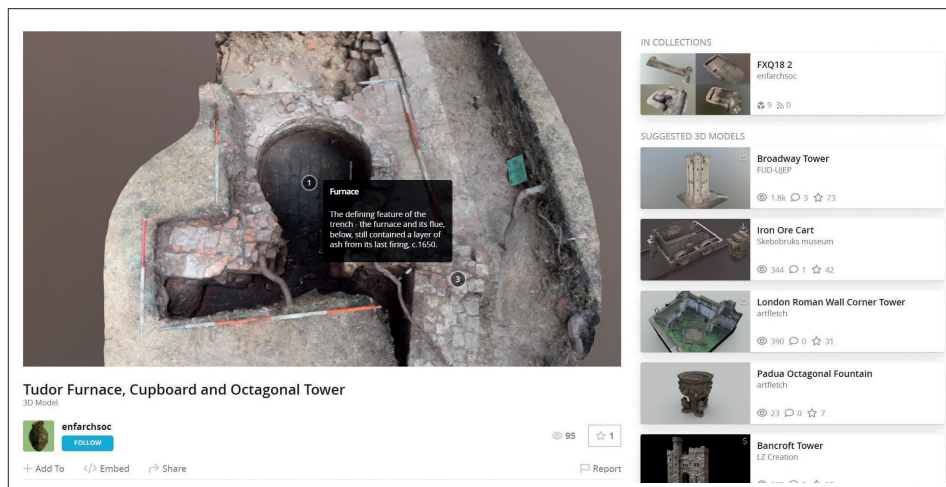 1
Furnace
The defining feature of the
trench - the furnace and its flue,
below, still contained a layer of
ash from its last firing, c.1650.
3
Tudor Furnace, Cupboard and Octagonal Tower
3D Model
enfarchsoc
FOLLOW
95
1
+ Add To
</> Embed
Share
Report
IN COLLECTIONS
FXQ18 2
enfarchsoc
9 0
SUGGESTED 3D MODELS
Broadway Tower
FUD-UJEP
1.8k 3 73
Iron Ore Cart
Skebobruks museum
344 1 42
London Roman Wall Corner Tower
artfletch
390 0 31
Padua Octagonal Fountain
artfletch
23 0 7
$
Bancroft Tower
LZ Creation